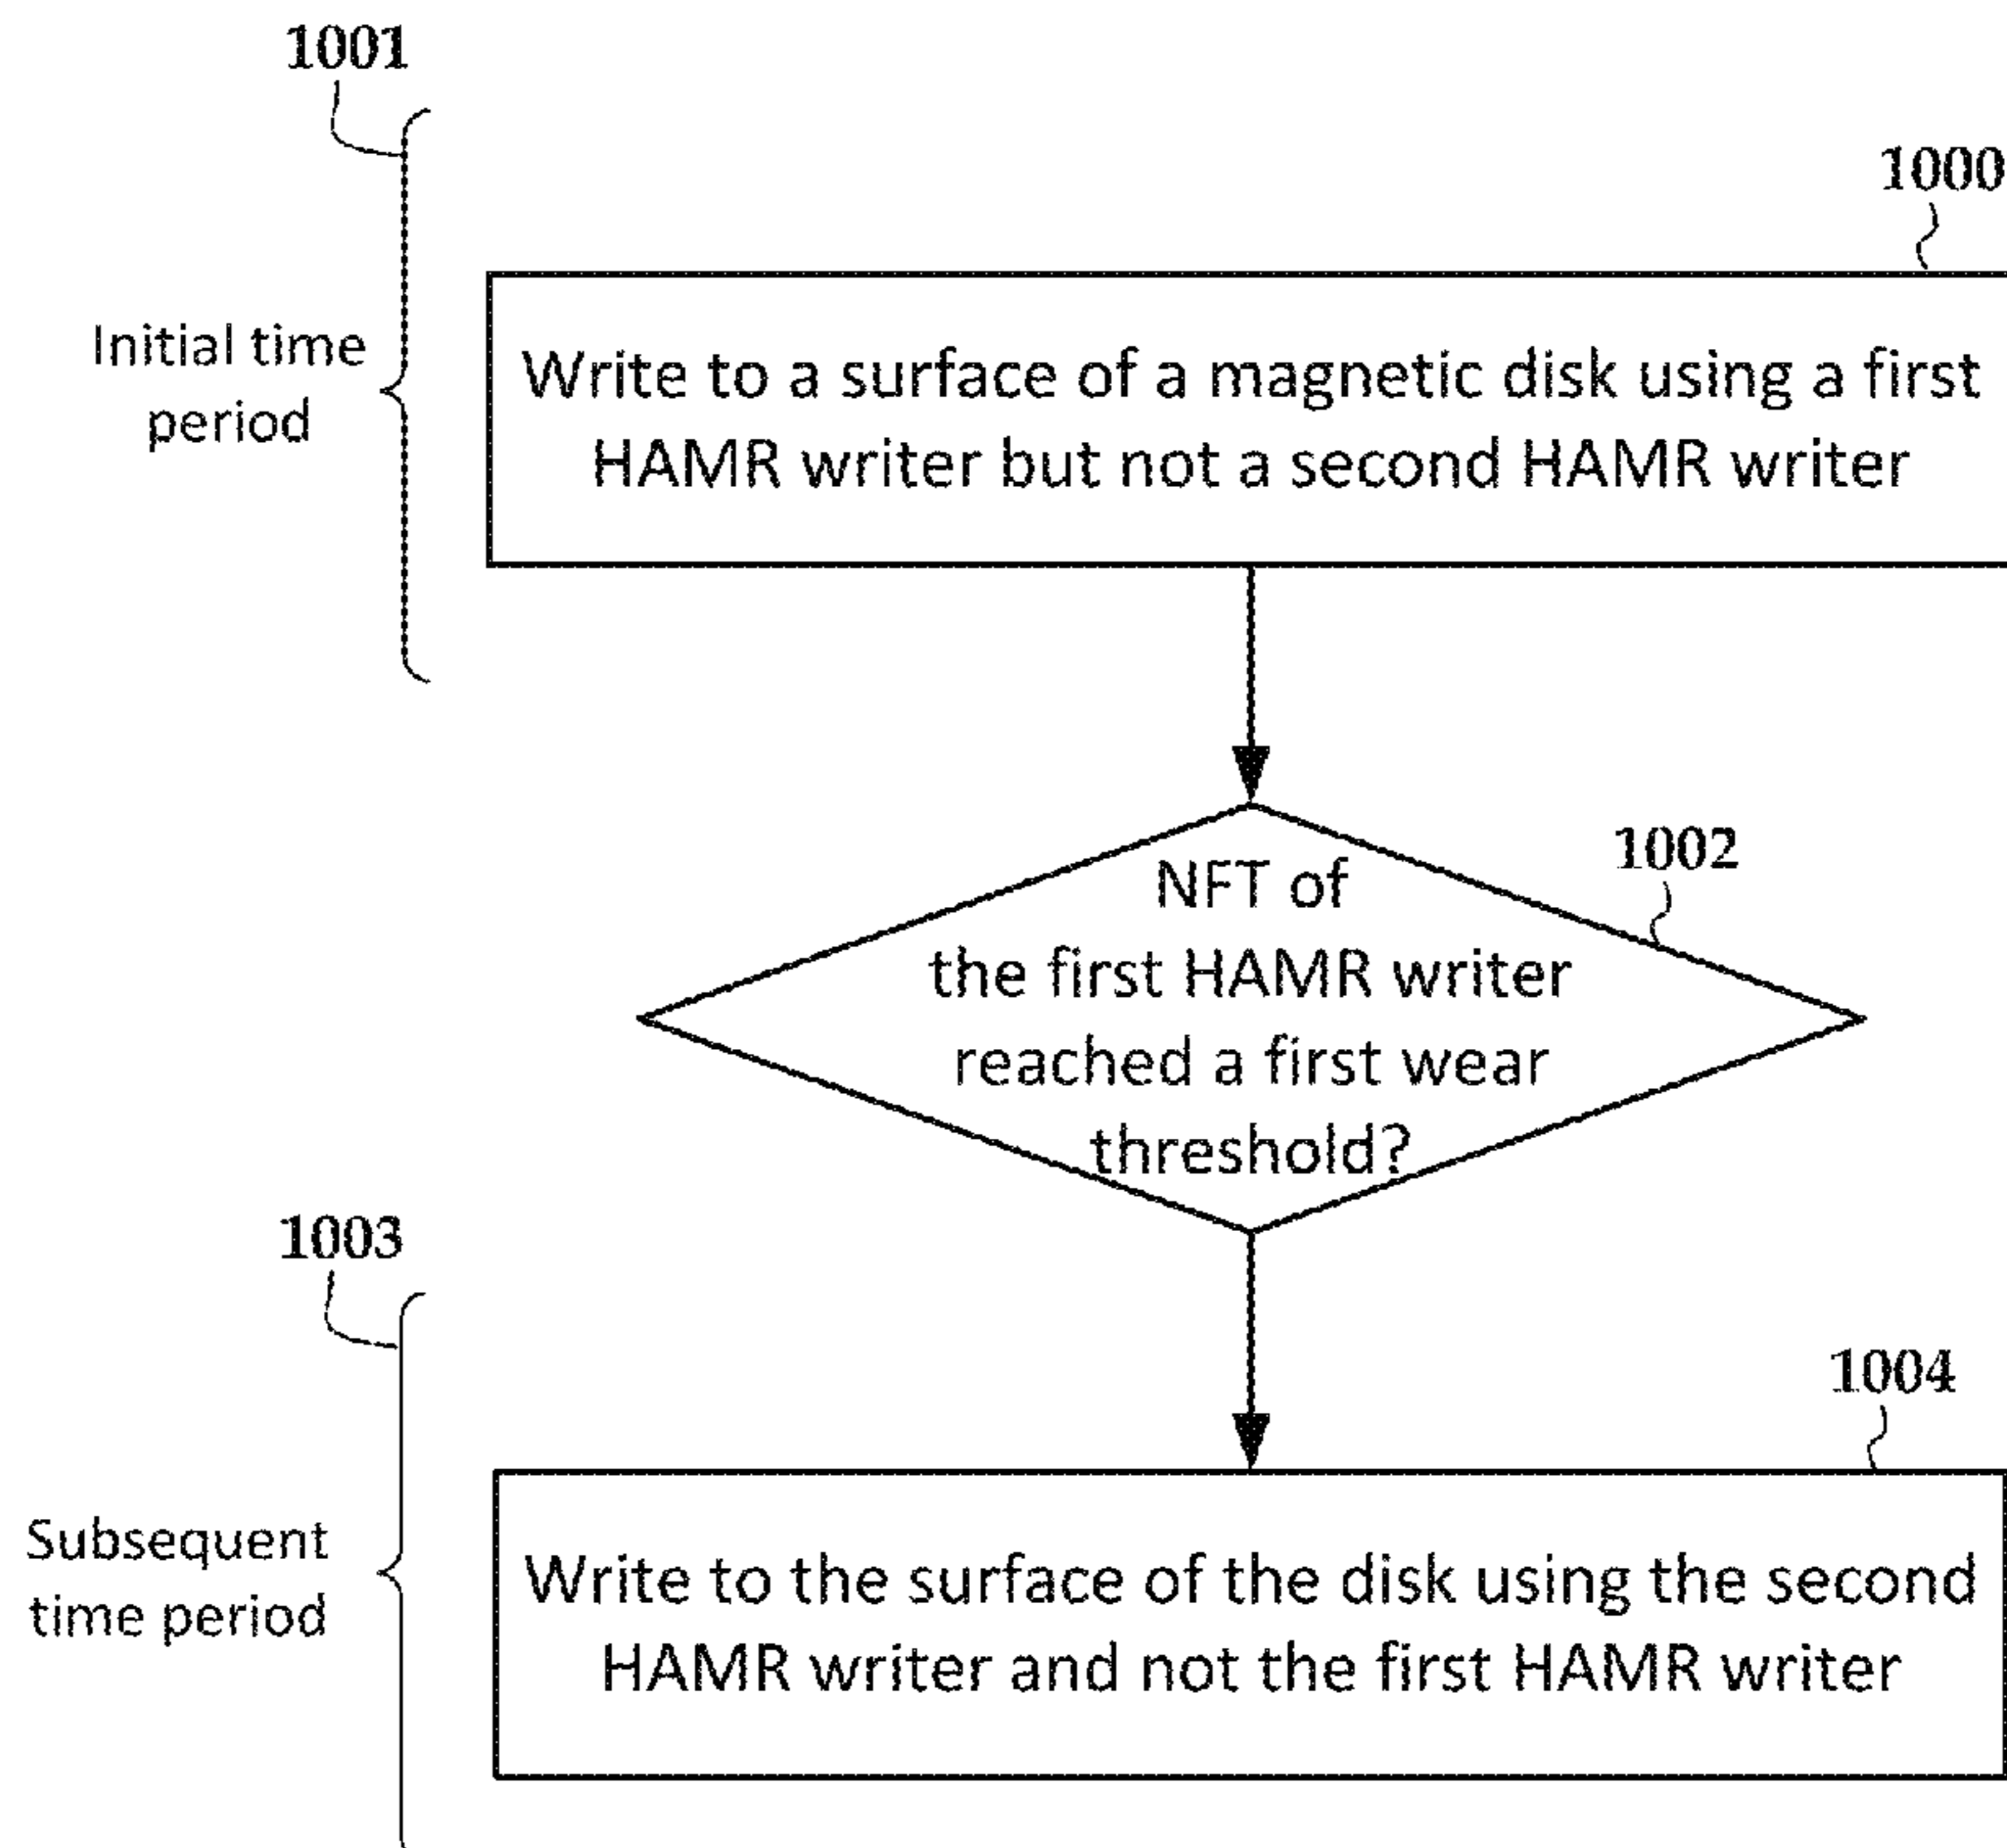 1001
1000
Initial time
period
Write to a surface of a magnetic disk using a first
HAMR writer but not a second HAMR writer
1002
NFT of
the first HAMR writer
reached a first wear
threshold?
1003
1004
Subsequent
time period
Write to the surface of the disk using the second
HAMR writer and not the first HAMR writer